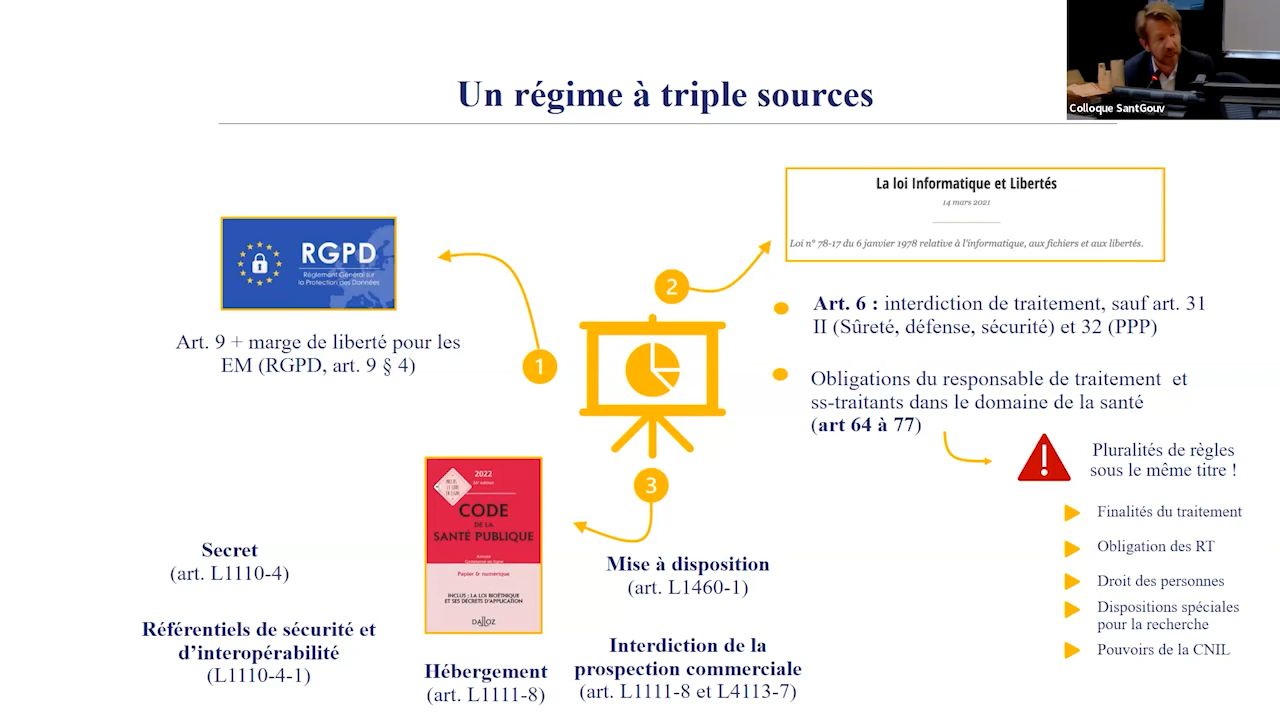 Colloque SantGouv
Un régime à triple sources
La loi Informatique et Libertés
14 mars 2021
Loi n° 78-17 du 6 janvier 1978 relative à l'informatique, aux fichiers et aux libertés.
RGPD
Règlement Général sur
la Protection des Données
Art. 9 + marge de liberté pour les
EM (RGPD, art. 9 § 4)
1
2
Art. 6 : interdiction de traitement, sauf art. 31
II (Sûreté, défense, sécurité) et 32 (PPP)
Obligations du responsable de traitement et
ss-traitants dans le domaine de la santé
(art 64 à 77)
Pluralités de règles
sous le même titre !
Finalités du traitement
Obligation des RT
Droit des personnes
Dispositions spéciales
pour la recherche
Pouvoirs de la CNIL
3
2022
CODE
DE LA
SANTÉ PUBLIQUE
Papier & numérique
INCLUS : LA LOI BIOÉTHIQUE
ET SES DÉCRETS D'APPLICATION
DALLOZ
Secret
(art. L1110-4)
Référentiels de sécurité et
d'interopérabilité
(L1110-4-1)
Hébergement
(art. L1111-8)
Mise à disposition
(art. L1460-1)
Interdiction de la
prospection commerciale
(art. L1111-8 et L4113-7)